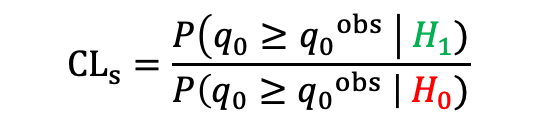 CLₛ = P(q₀ ≥ q₀ᵒᵇˢ | H₁) / P(q₀ ≥ q₀ᵒᵇˢ | H₀)